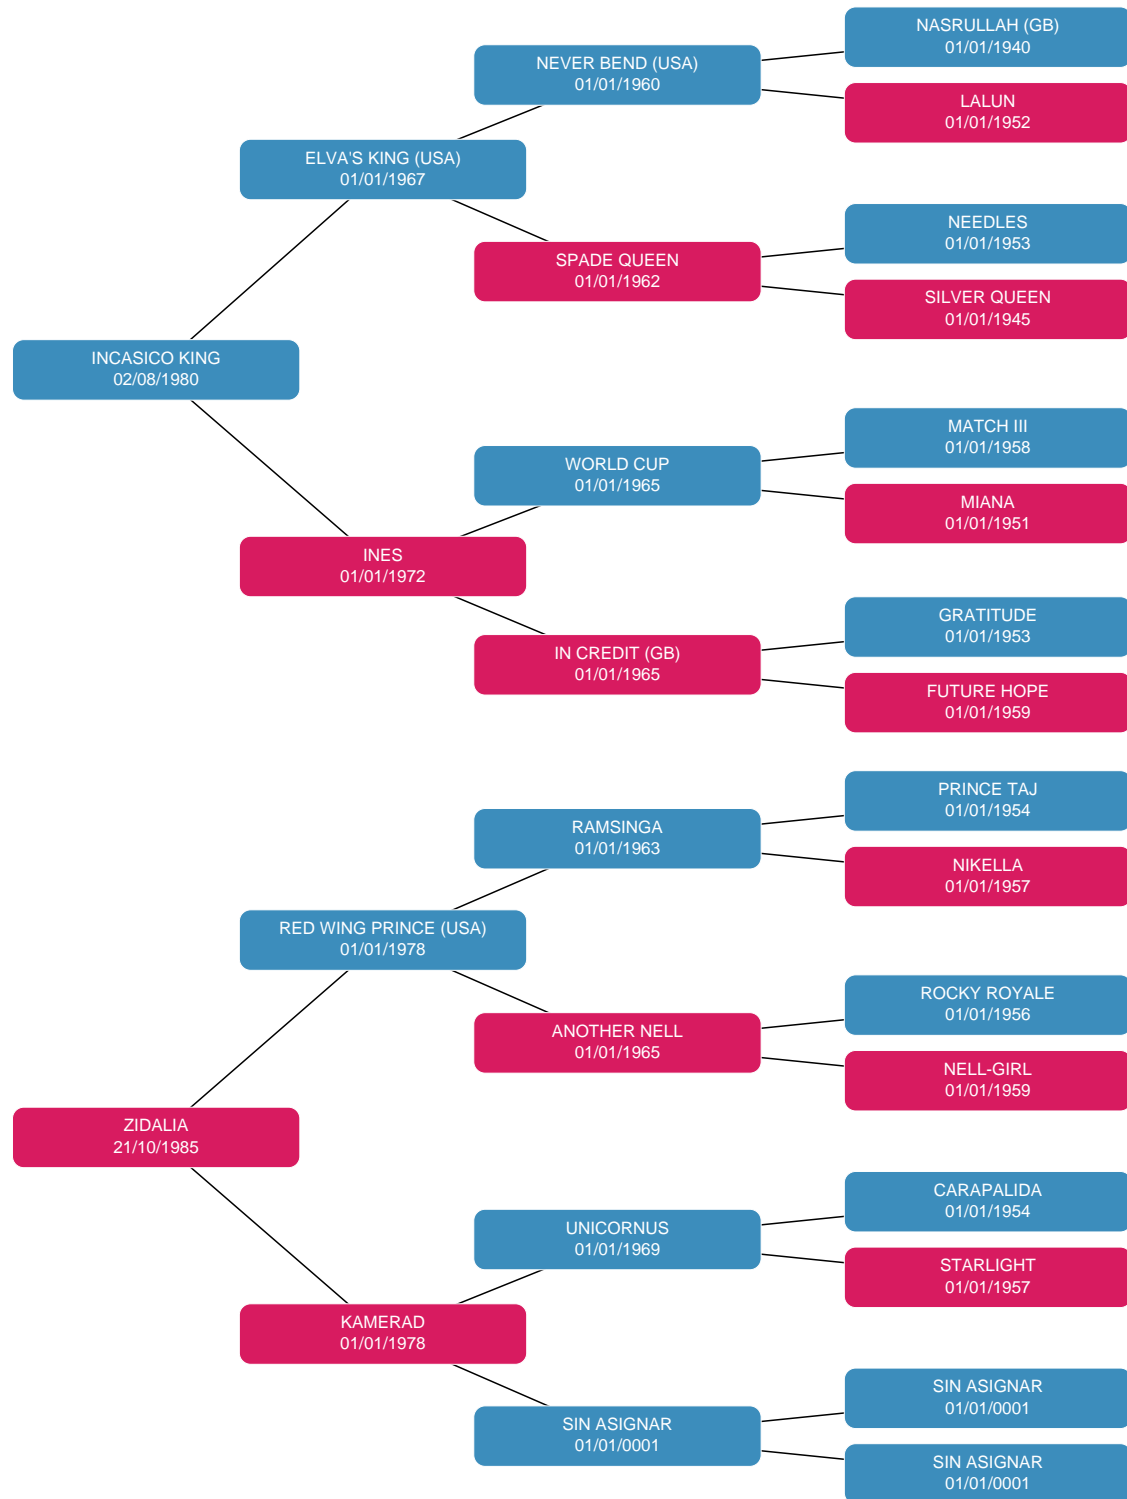 NASRULLAH (GB)
01/01/1940
NEVER BEND (USA)
01/01/1960
LALUN
01/01/1952
ELVA'S KING (USA)
01/01/1967
NEEDLES
01/01/1953
SPADE QUEEN
01/01/1962
SILVER QUEEN
01/01/1945
INCASICO KING
02/08/1980
MATCH III
01/01/1958
WORLD CUP
01/01/1965
MIANA
01/01/1951
INES
01/01/1972
GRATITUDE
01/01/1953
IN CREDIT (GB)
01/01/1965
FUTURE HOPE
01/01/1959
PRINCE TAJ
01/01/1954
RAMSINGA
01/01/1963
NIKELLA
01/01/1957
RED WING PRINCE (USA)
01/01/1978
ROCKY ROYALE
01/01/1956
ANOTHER NELL
01/01/1965
NELL-GIRL
01/01/1959
ZIDALIA
21/10/1985
CARAPALIDA
01/01/1954
UNICORNUS
01/01/1969
STARLIGHT
01/01/1957
KAMERAD
01/01/1978
SIN ASIGNAR
01/01/0001
SIN ASIGNAR
01/01/0001
SIN ASIGNAR
01/01/0001